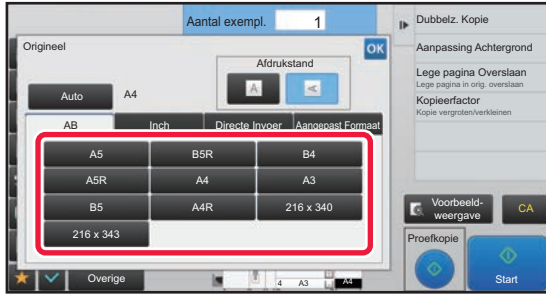 Aantal exempl. 1
Origineel
OK
Afdrukstand
A
A
Auto A4
AB Inch Directe Invoer Aangepast Formaat
A5 B5R B4
A5R A4 A3
B5 A4R 216 x 340
216 x 343
Overige
4 A3 A4
Dubbelz. Kopie
Aanpassing Achtergrond
Lege pagina Overslaan
Lege pagina in orig. overslaan
Kopieerfactor
Kopie vergroten/verkleinen
Voorbeeld-
weergave
CA
Proefkopie
Start